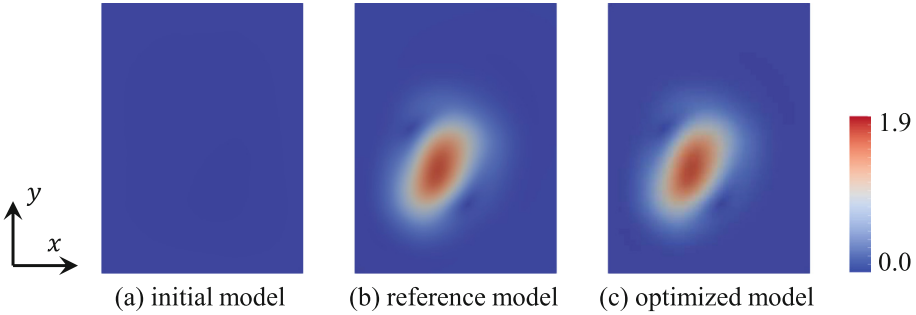 1.9
y
x
0.0
(a) initial model
(b) reference model
(c) optimized model